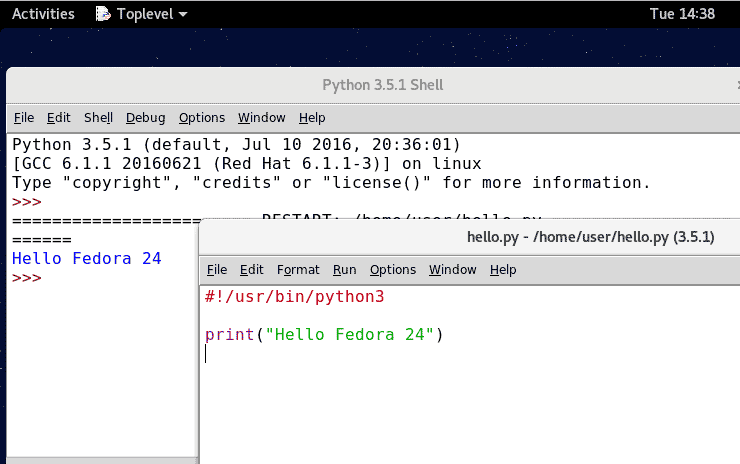 Activities Toplevel Tue 14:38
Python 3.5.1 Shell
File Edit Shell Debug Options Window Help
Python 3.5.1 (default, Jul 10 2016, 20:36:01)
[GCC 6.1.1 20160621 (Red Hat 6.1.1-3)] on linux
Type "copyright", "credits" or "license()" for more information.
>>>
====================== RESTART: /home/user/hello.py
======
Hello Fedora 24
>>>
hello.py - /home/user/hello.py (3.5.1)
File Edit Format Run Options Window Help
#!/usr/bin/python3
print("Hello Fedora 24")